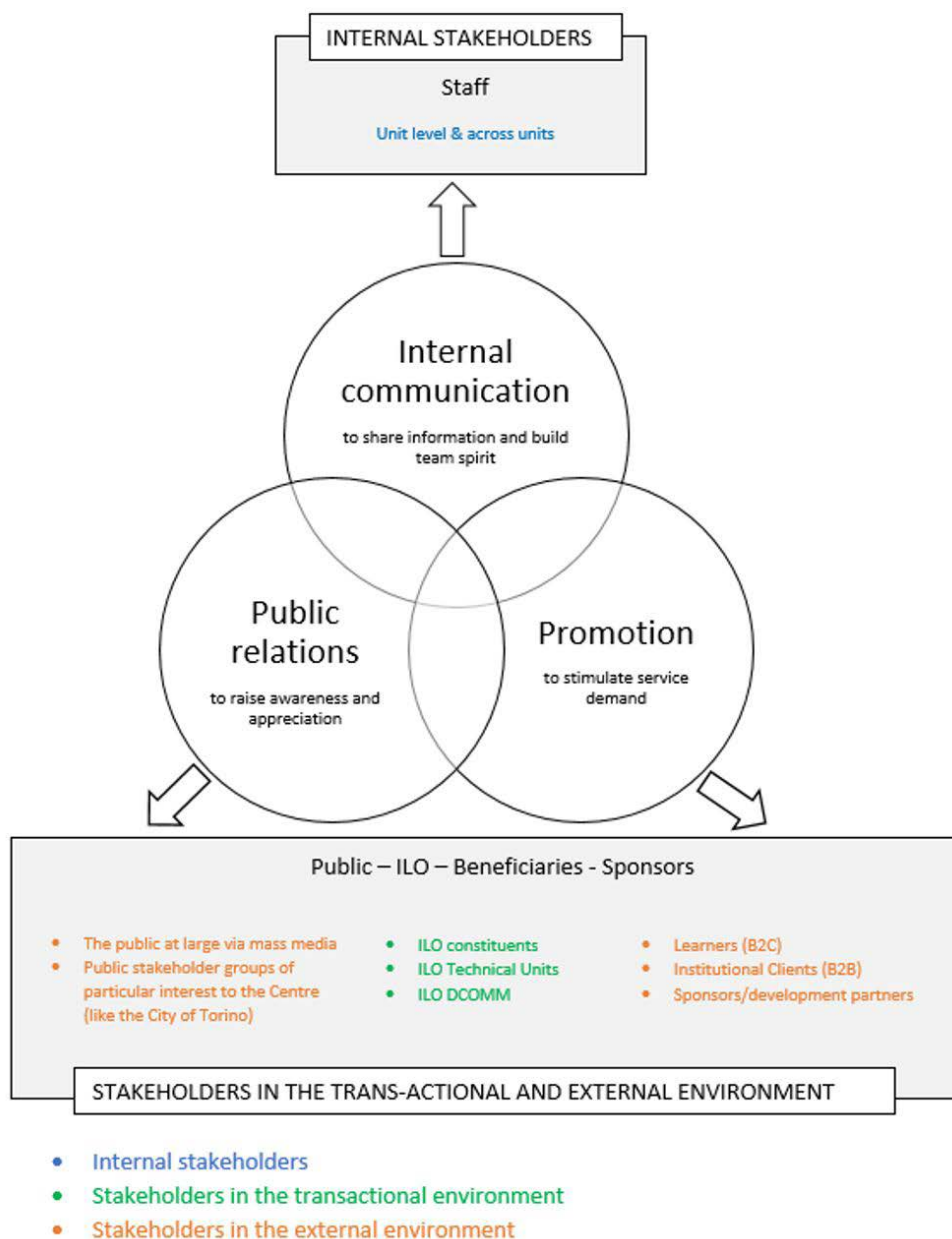 INTERNAL STAKEHOLDERS
Staff
Unit level & across units
Internal
communication
to share information and build
team spirit
Public
relations
to raise awareness and
appreciation
Promotion
to stimulate service
demand
Public – ILO – Beneficiaries - Sponsors
• The public at large via mass media
• Public stakeholder groups of
particular interest to the Centre
(like the City of Torino)
• ILO constituents
• ILO Technical Units
• ILO DCOMM
• Learners (B2C)
• Institutional Clients (B2B)
• Sponsors/development partners
STAKEHOLDERS IN THE TRANS-ACTIONAL AND EXTERNAL ENVIRONMENT
• Internal stakeholders
• Stakeholders in the transactional environment
• Stakeholders in the external environment